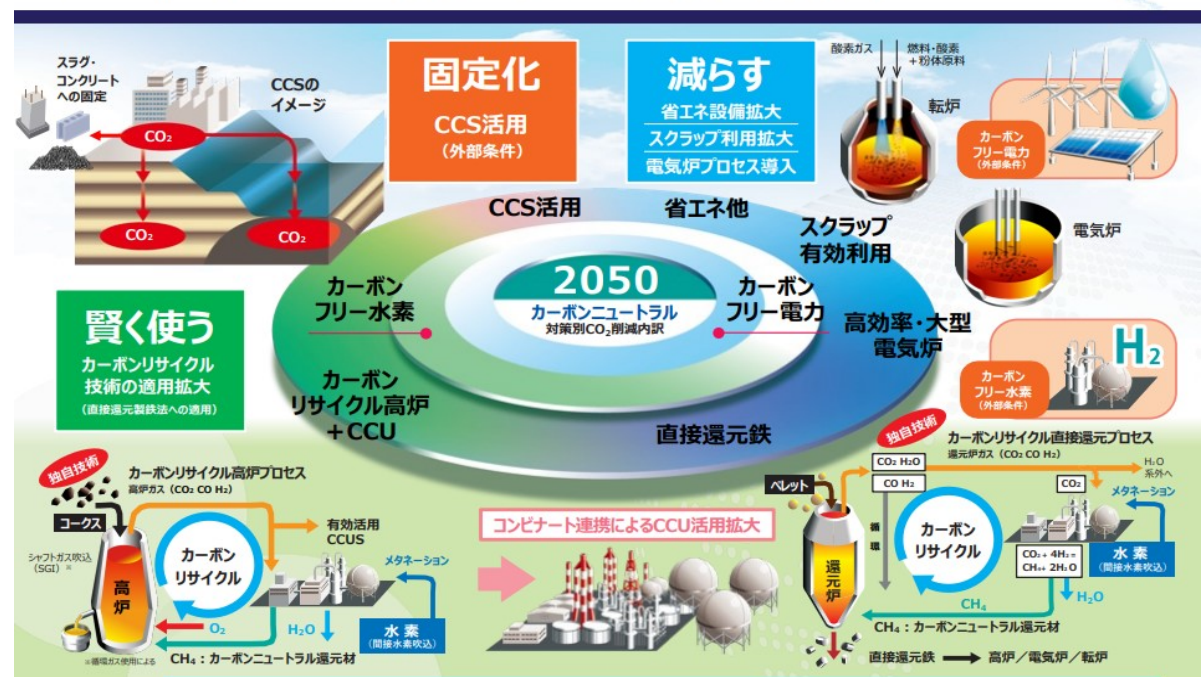 スラグ・
コンクリート
への固定
CCSの
イメージ
CO₂
CO₂
CO₂
固定化
CCS活用
（外部条件）
減らす
省エネ設備拡大
スクラップ利用拡大
電気炉プロセス導入
酸素ガス
燃料・酸素
＋粉体原料
転炉
カーボン
フリー電力
（外部条件）
電気炉
CCS活用
省エネ他
スクラップ
有効利用
カーボン
フリー水素
2050
カーボンニュートラル
対策別CO₂削減内訳
カーボン
フリー電力
高効率・大型
電気炉
カーボン
リサイクル高炉
＋CCU
直接還元鉄
賢く使う
カーボンリサイクル
技術の適用拡大
（直接還元製鉄法への適用）
H₂
カーボン
フリー水素
（外部条件）
独自技術
カーボンリサイクル高炉プロセス
高炉ガス（CO₂ CO H₂）
コークス
シャフトガス吹込
（SGI）※
高炉
カーボン
リサイクル
有効活用
CCUS
メタネーション
O₂
H₂O
水素
（間接水素吹込）
※循環ガス使用による
CH₄：カーボンニュートラル還元材
コンビナート連携によるCCU活用拡大
独自技術
カーボンリサイクル直接還元プロセス
還元炉ガス（CO₂ CO H₂）
ペレット
CO₂ H₂O
CO H₂
循環
還元炉
カーボン
リサイクル
CO₂
H₂O
系外へ
メタネーション
CO₂ + 4H₂ =
CH₄+ 2H₂O
水素
（間接水素吹込）
H₂O
CH₄
CH₄：カーボンニュートラル還元材
直接還元鉄 → 高炉／電気炉／転炉